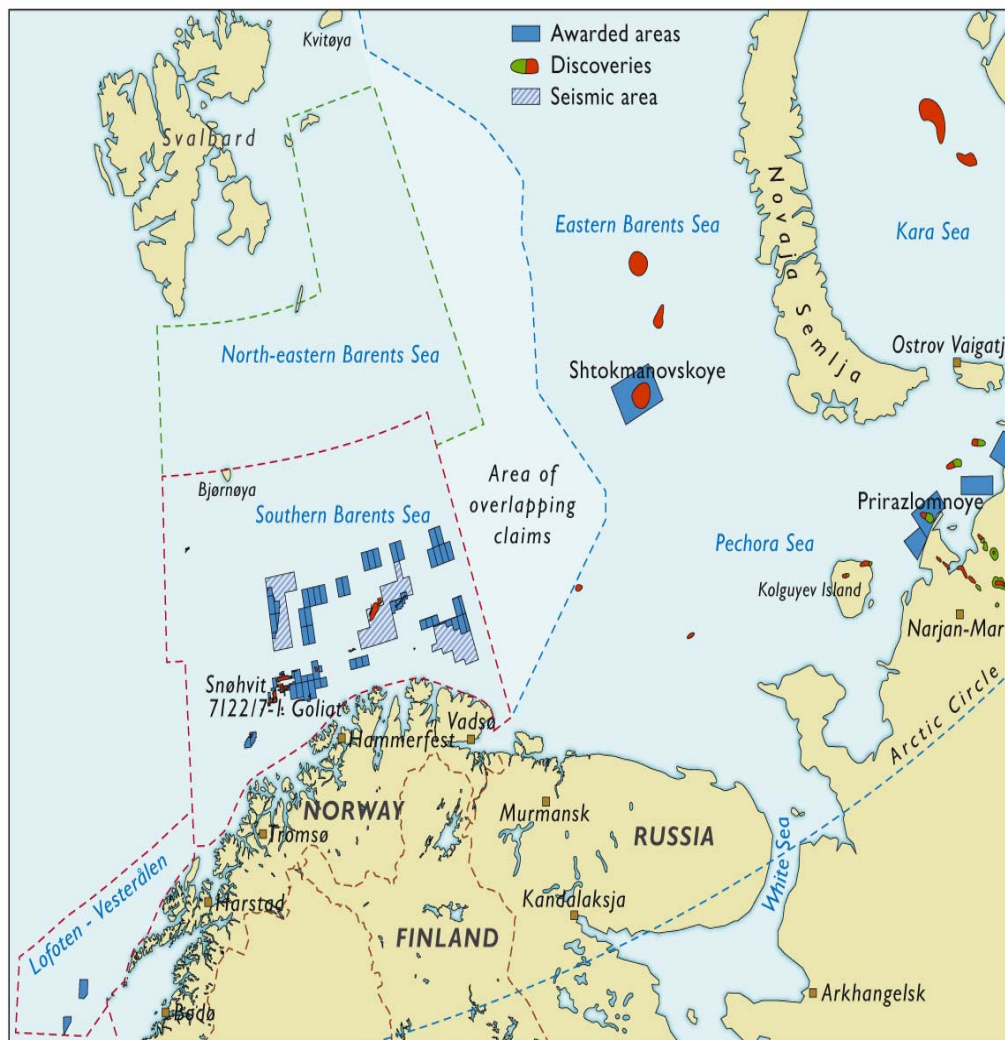 Kvitøya
Awarded areas
Discoveries
Seismic area
Svalbard
Novaja Semlja
Eastern Barents Sea
Kara Sea
North-eastern Barents Sea
Ostrov Vaigatj
Shtokmanovskoye
Area of
overlapping
claims
Bjørnøya
Southern Barents Sea
Prirazlomnoye
Pechora Sea
Kolguyev Island
Narjan-Mar
Snøhvit
7122/7-1 Goliat
Vadsø
Hammerfest
Arctic Circle
NORWAY
Murmansk
RUSSIA
Tromsø
White Sea
Lofoten - Vesterålen
Harstad
Kandalaksja
FINLAND
Arkhangelsk
Bodø